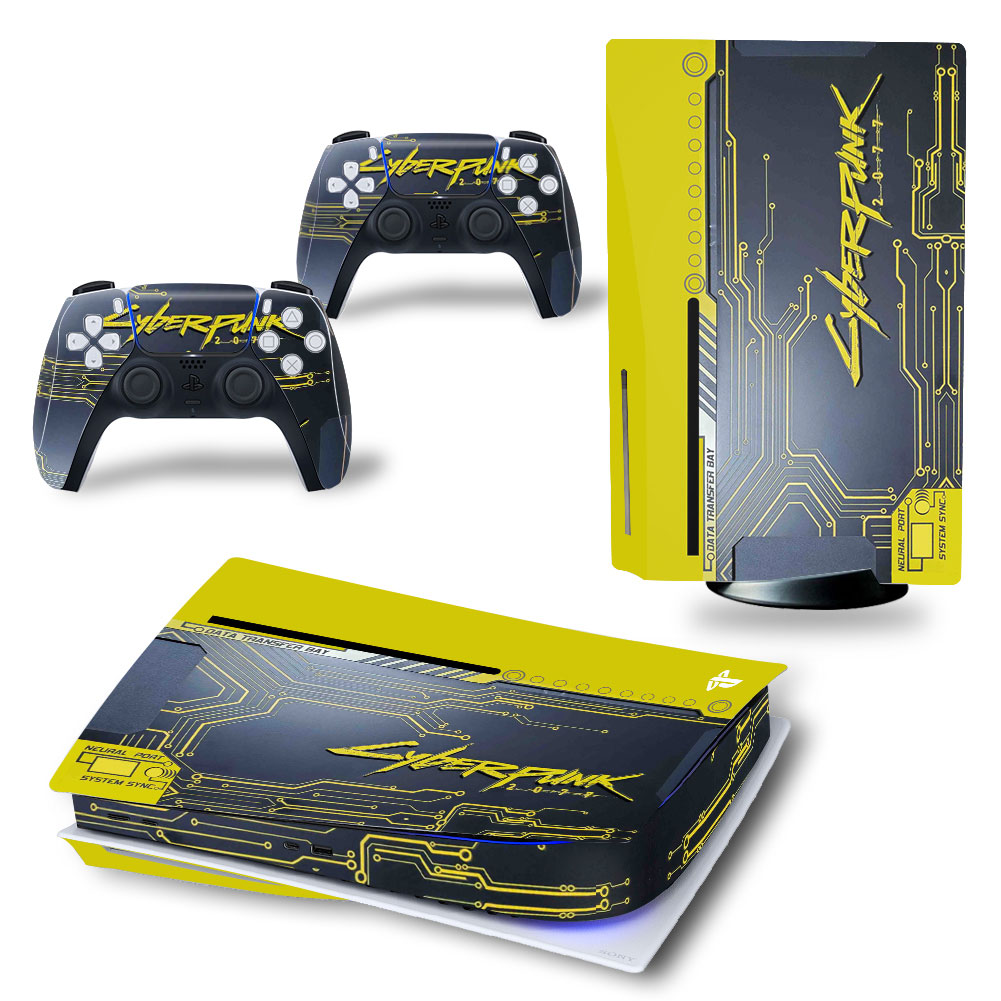 CYBERPUNK
2077
CYBERPUNK
2077
CYBERPUNK
2077
DATA TRANSFER BAY
NEURAL PORT
SYSTEM SYNC
DATA TRANSFER BAY
NEURAL PORT
SYSTEM SYNC
CYBERPUNK
2077
SONY